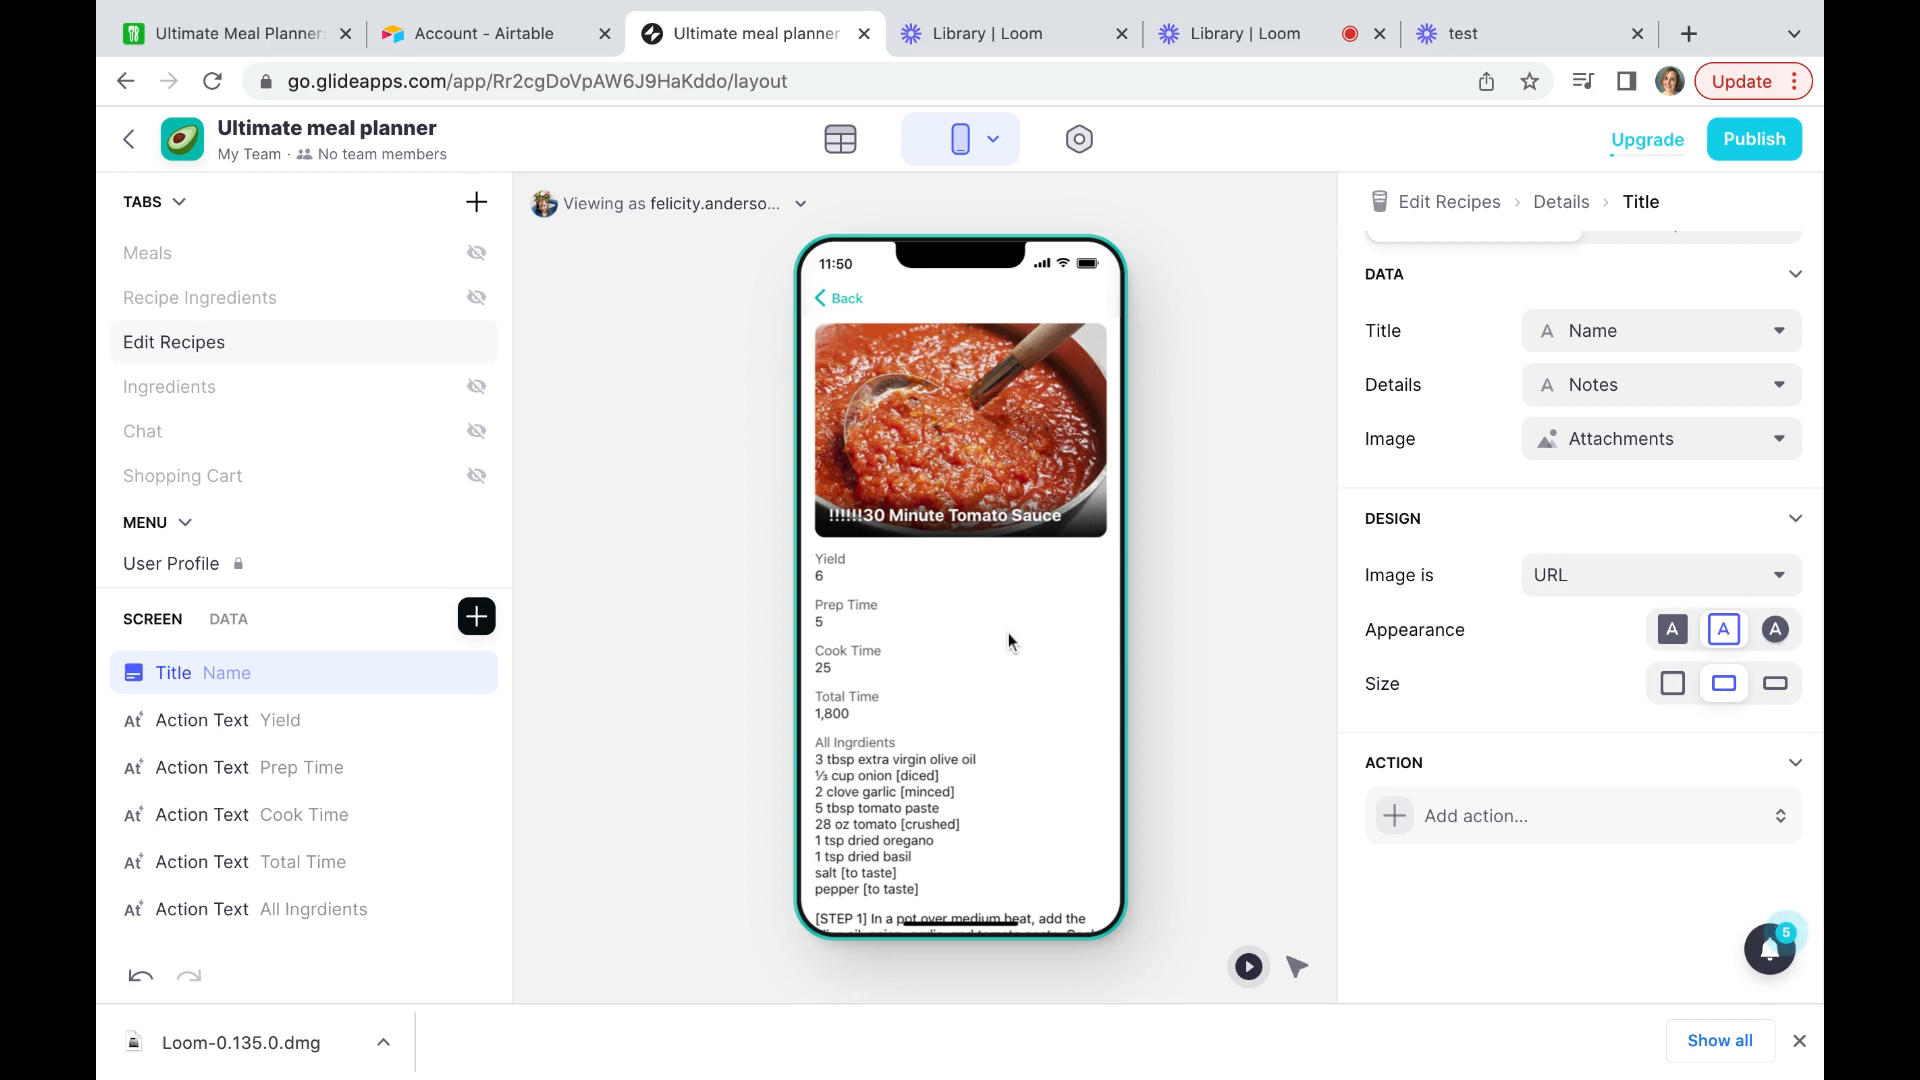 Ultimate Meal Planner:
Account - Airtable
Ultimate meal planner
Library | Loom
Library | Loom
test
go.glideapps.com/app/Rr2cgDoVpAW6J9HaKddo/layout
Update
Ultimate meal planner
My Team · No team members
Upgrade
Publish
TABS
Meals
Recipe Ingredients
Edit Recipes
Ingredients
Chat
Shopping Cart
MENU
User Profile
SCREEN DATA
Title Name
Action Text Yield
Action Text Prep Time
Action Text Cook Time
Action Text Total Time
Action Text All Ingrdients
Viewing as felicity.anderso...
11:50
Back
!!!!!!30 Minute Tomato Sauce
Yield
6
Prep Time
5
Cook Time
25
Total Time
1,800
All Ingrdients
3 tbsp extra virgin olive oil
⅓ cup onion [diced]
2 clove garlic [minced]
5 tbsp tomato paste
28 oz tomato [crushed]
1 tsp dried oregano
1 tsp dried basil
salt [to taste]
pepper [to taste]
[STEP 1] In a pot over medium heat, add the
Edit Recipes › Details › Title
DATA
Title Name
Details Notes
Image Attachments
DESIGN
Image is URL
Appearance
Size
ACTION
Add action...
5
Loom-0.135.0.dmg
Show all